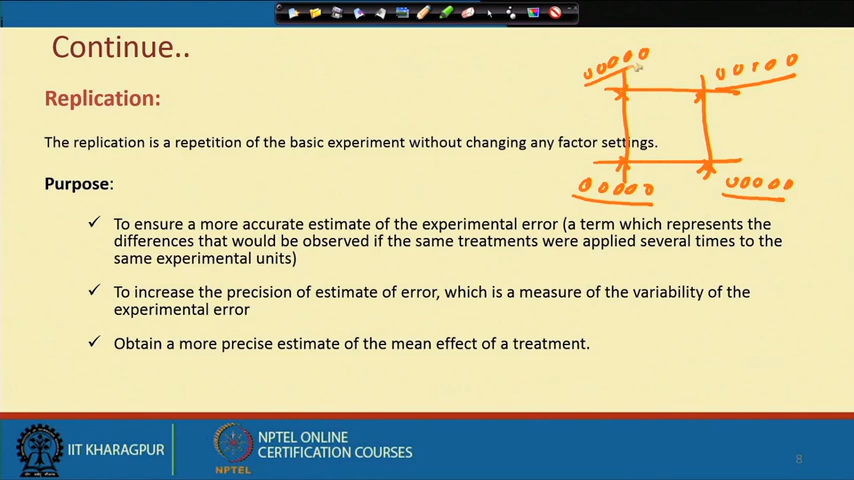 Continue..
00000
00100
Replication:
The replication is a repetition of the basic experiment without changing any factor settings.
Purpose:
00000
00000
✓ To ensure a more accurate estimate of the experimental error (a term which represents the
differences that would be observed if the same treatments were applied several times to the
same experimental units)
✓ To increase the precision of estimate of error, which is a measure of the variability of the
experimental error
✓ Obtain a more precise estimate of the mean effect of a treatment.
IIT KHARAGPUR
NPTEL
NPTEL ONLINE
CERTIFICATION COURSES
8